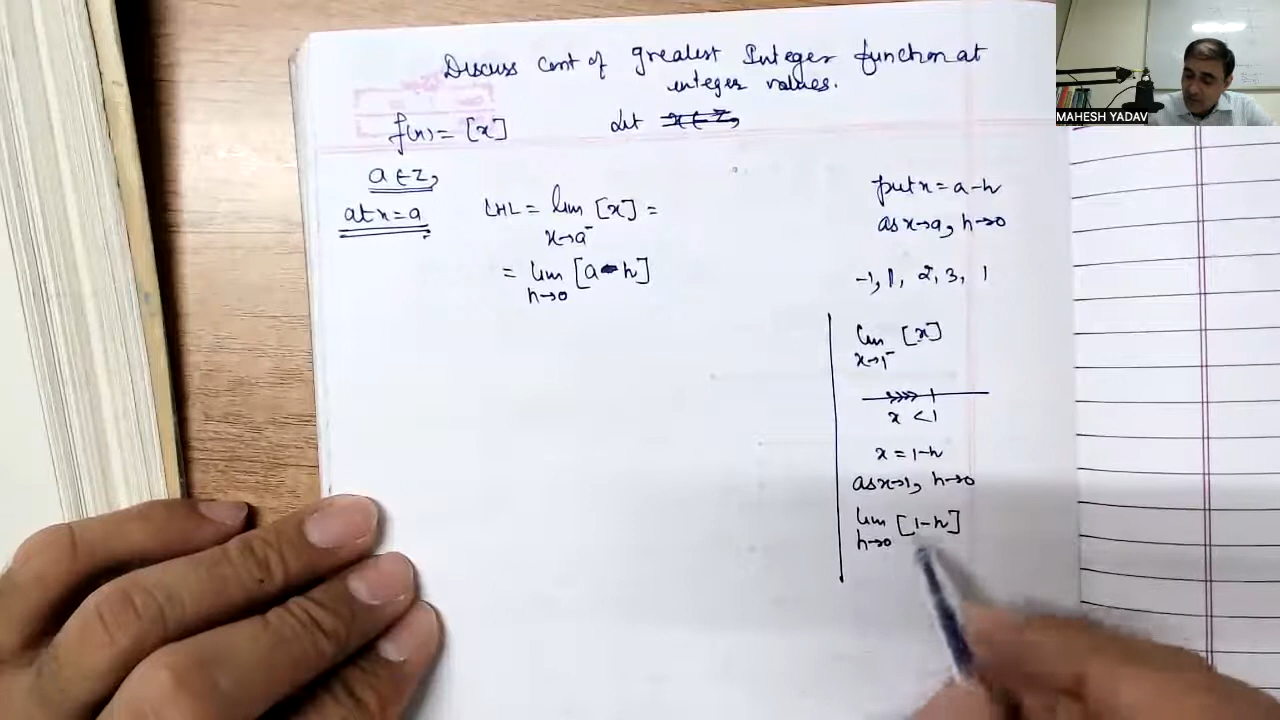 Discuss cont of greatest Integer function at
integer values.
f(x) = [x]
Let x ∈ Z,
a ∈ Z,
at x = a
LHL = lim [x] =
x→a⁻
= lim [a-h]
h→0
put x = a-h
as x→a, h→0
-1, 1, 2, 3, 1
lim [x]
x→1⁻
x < 1
x = 1-h
as x→1, h→0
lim [1-h]
h→0
MAHESH YADAV